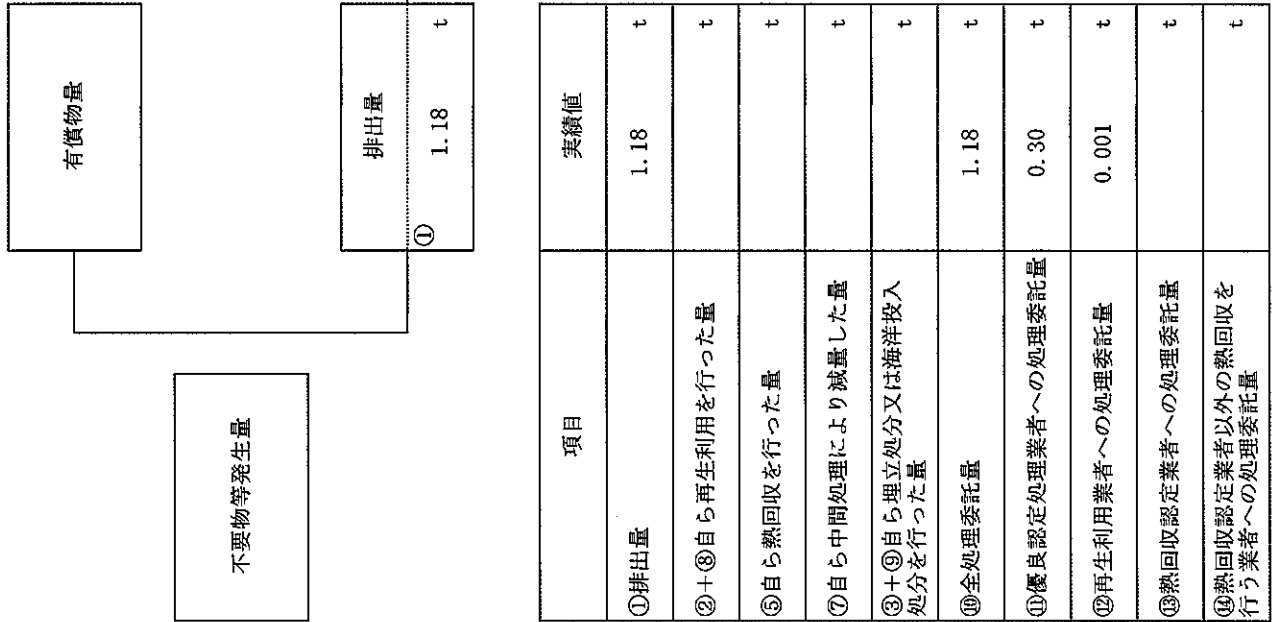 有償物量
不要物等発生量
排出量
① 1.18 t
項目 実績値
①排出量 1.18 t
②+⑧自ら再生利用を行った量 t
⑤自ら熱回収を行った量 t
⑦自ら中間処理により減量した量 t
③+⑨自ら埋立処分又は海洋投入
処分を行った量 t
⑩全処理委託量 1.18 t
⑪優良認定処理業者への処理委託量 0.30 t
⑫再生利用業者への処理委託量 0.001 t
⑬熱回収認定業者への処理委託量 t
⑭熱回収認定業者以外の熱回収を
行う業者への処理委託量 t